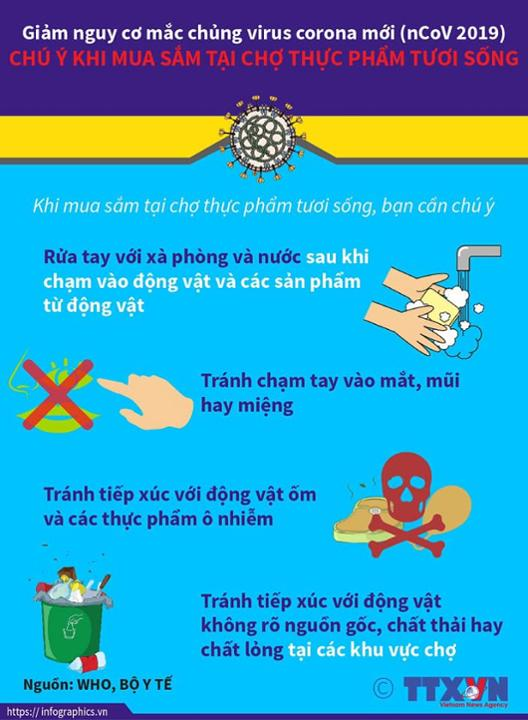 Giảm nguy cơ mắc chủng virus corona mới (nCoV 2019)
CHÚ Ý KHI MUA SẮM TẠI CHỢ THỰC PHẨM TƯƠI SỐNG
Khi mua sắm tại chợ thực phẩm tươi sống, bạn cần chú ý
Rửa tay với xà phòng và nước sau khi
chạm vào động vật và các sản phẩm
từ động vật
Tránh chạm tay vào mắt, mũi
hay miệng
Tránh tiếp xúc với động vật ốm
và các thực phẩm ô nhiễm
Tránh tiếp xúc với động vật
không rõ nguồn gốc, chất thải hay
chất lỏng tại các khu vực chợ
Nguồn: WHO, BỘ Y TẾ
© TTXVN
Vietnam News Agency
https://infographics.vn